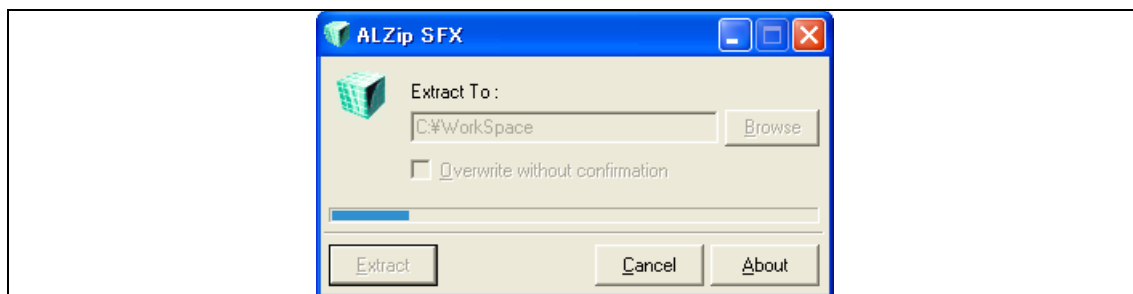 ALZip SFX
Extract To :
C:¥WorkSpace
Browse
Overwrite without confirmation
Extract
Cancel
About